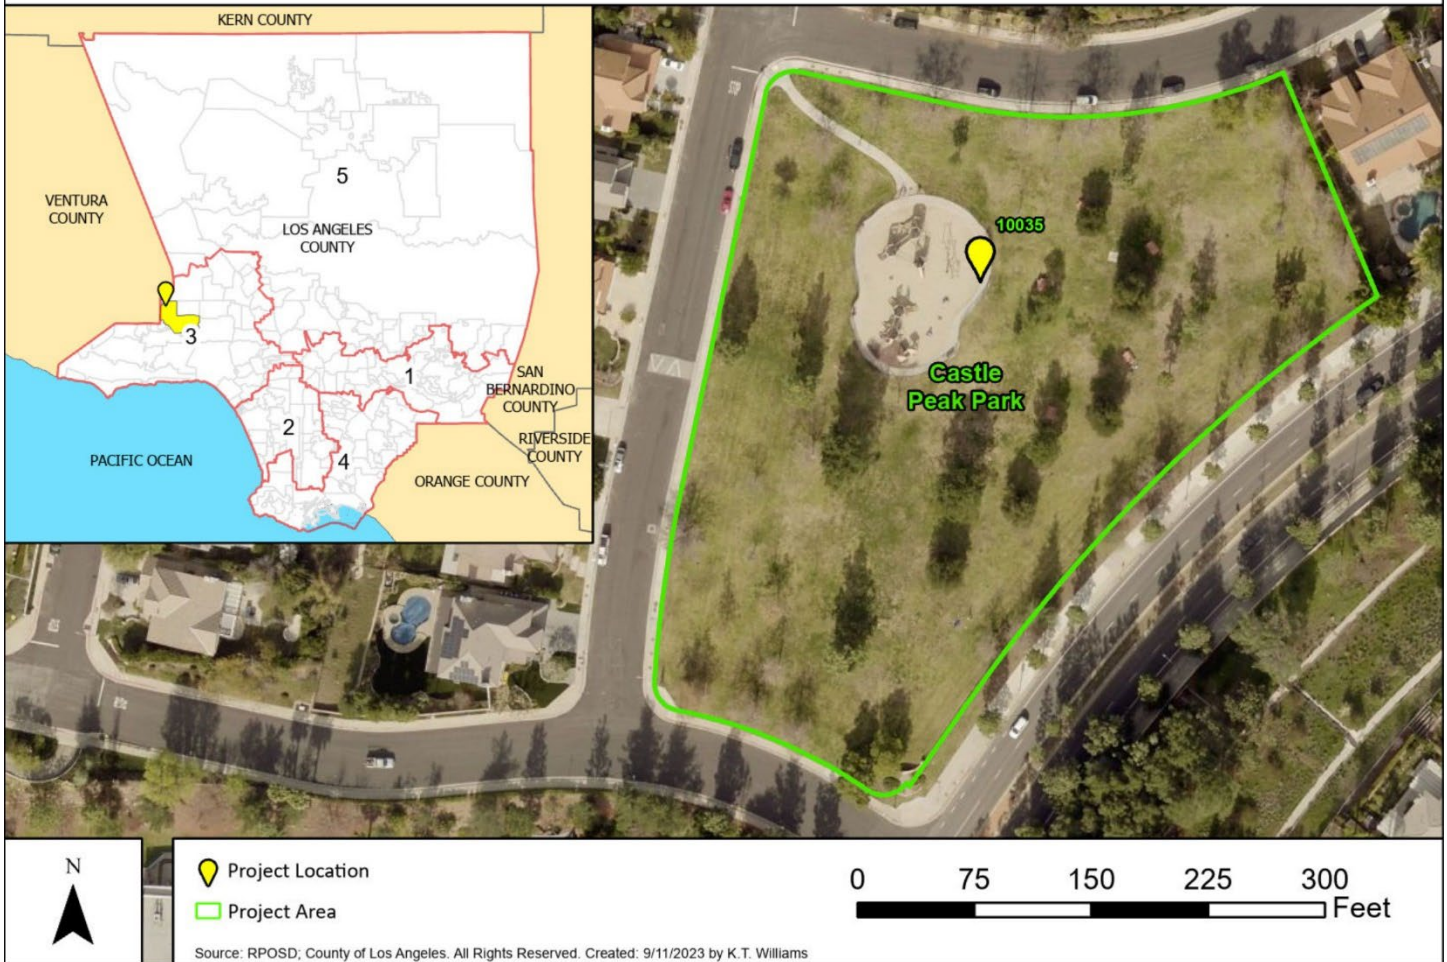 KERN COUNTY
VENTURA
COUNTY
5
LOS ANGELES
COUNTY
3
1
SAN
BERNARDINO
COUNTY
2
RIVERSIDE
COUNTY
4
PACIFIC OCEAN
ORANGE COUNTY
10035
Castle
Peak Park
N
Project Location
Project Area
0 75 150 225 300
Feet
Source: RPOSD; County of Los Angeles. All Rights Reserved. Created: 9/11/2023 by K.T. Williams